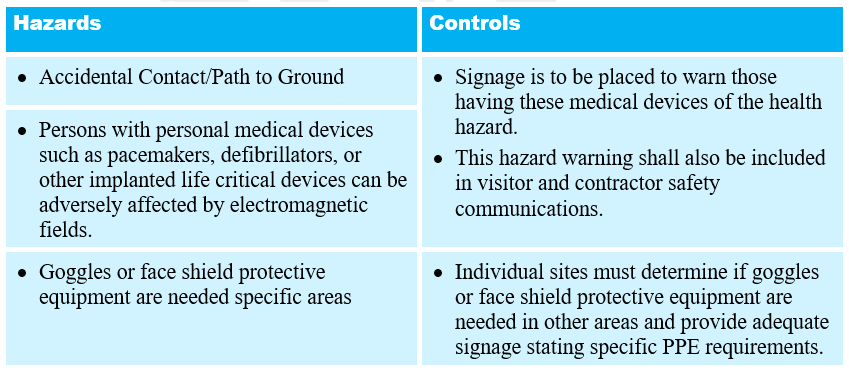 Hazards
Controls
• Accidental Contact/Path to Ground
• Persons with personal medical devices
such as pacemakers, defibrillators, or
other implanted life critical devices can be
adversely affected by electromagnetic
fields.
• Signage is to be placed to warn those
having these medical devices of the health
hazard.
• This hazard warning shall also be included
in visitor and contractor safety
communications.
• Goggles or face shield protective
equipment are needed specific areas
• Individual sites must determine if goggles
or face shield protective equipment are
needed in other areas and provide adequate
signage stating specific PPE requirements.